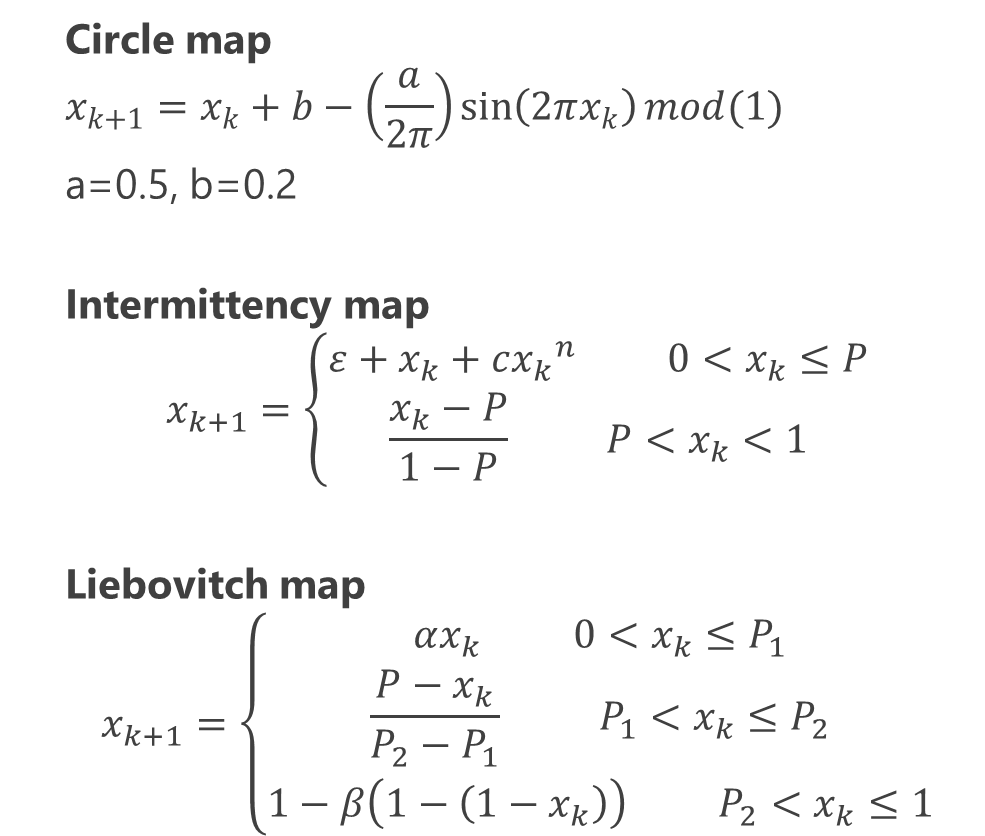 Circle map
x_{k+1} = x_k + b − (a/2π) sin(2πx_k) mod(1)
a=0.5, b=0.2
Intermittency map
x_{k+1} = { ε + x_k + cx_k^n   0 < x_k ≤ P
(x_k − P)/(1 − P)   P < x_k < 1
Liebovitch map
x_{k+1} = { αx_k   0 < x_k ≤ P_1
(P − x_k)/(P_2 − P_1)   P_1 < x_k ≤ P_2
1 − β(1 − (1 − x_k))   P_2 < x_k ≤ 1